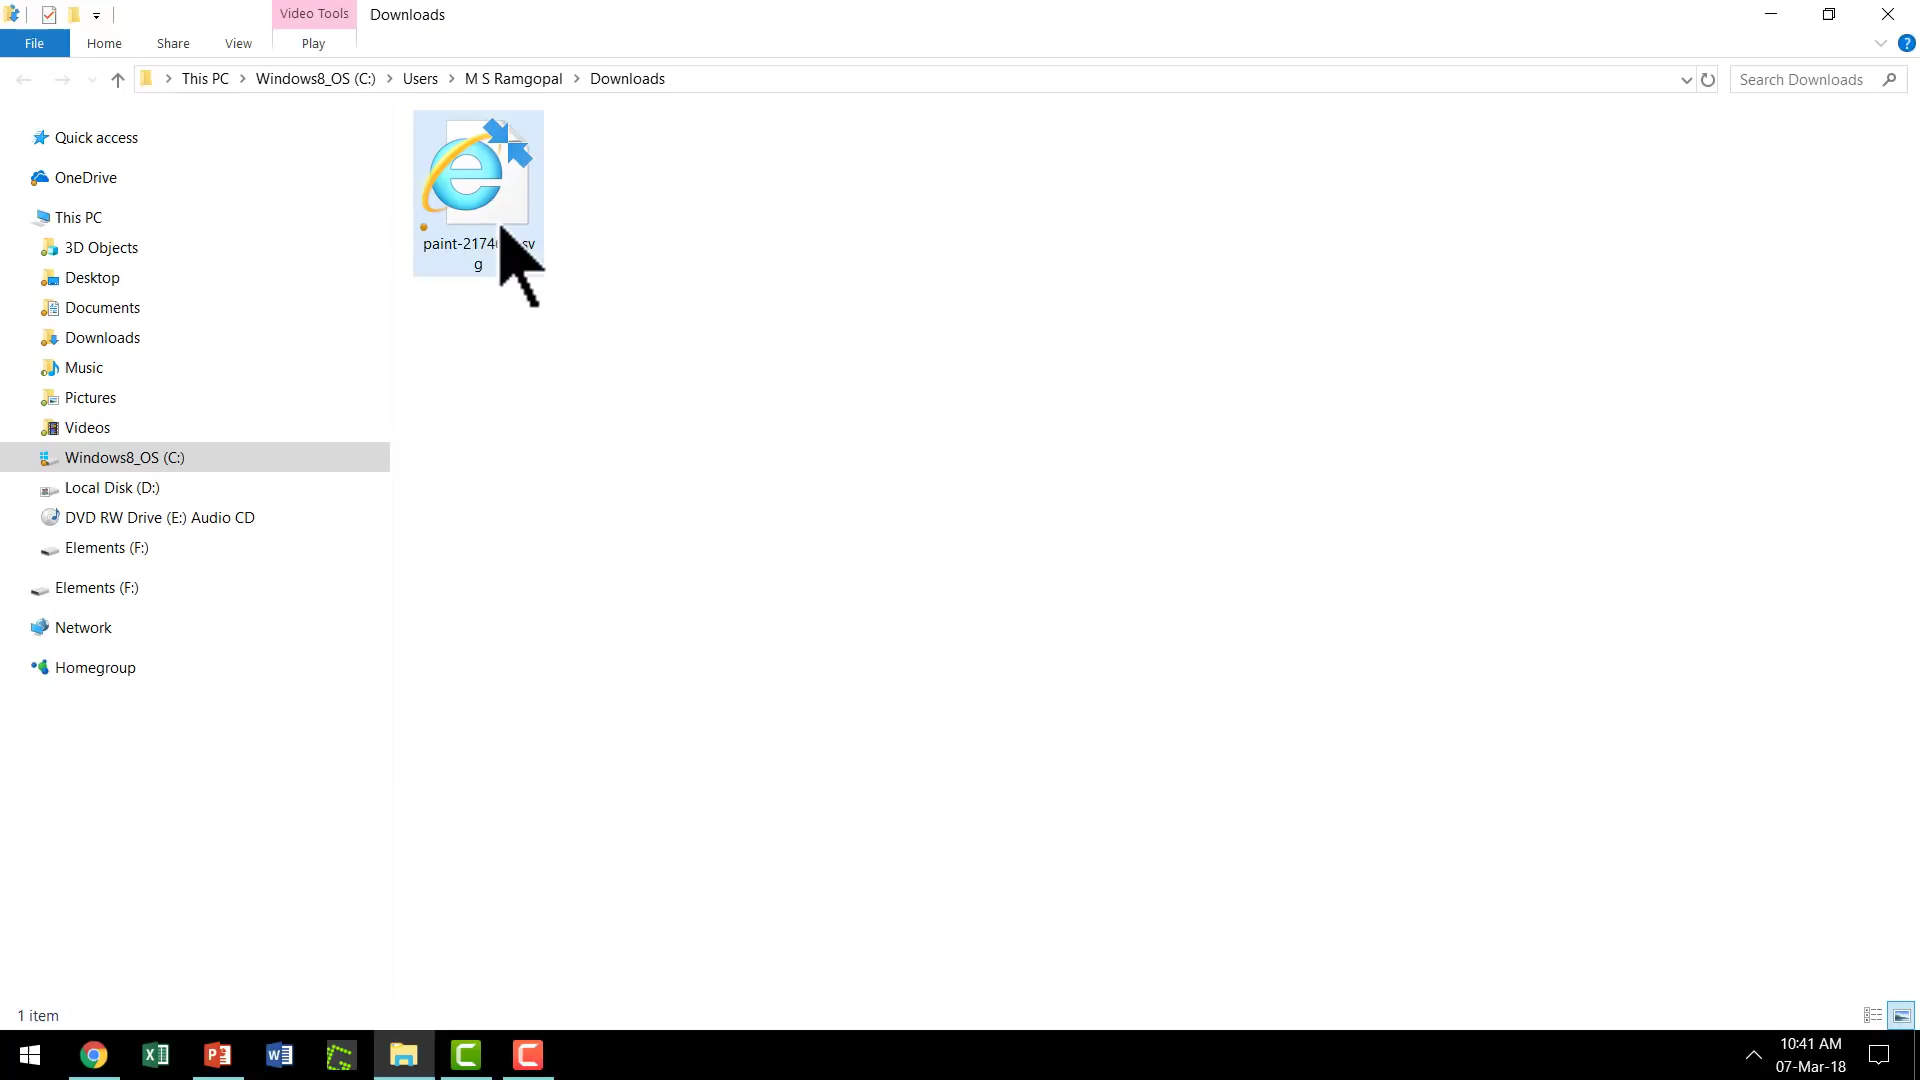 Video Tools
Downloads
File
Home
Share
View
Play
This PC
Windows8_OS (C:)
Users
M S Ramgopal
Downloads
Search Downloads
Quick access
OneDrive
This PC
3D Objects
Desktop
Documents
Downloads
Music
Pictures
Videos
Windows8_OS (C:)
Local Disk (D:)
DVD RW Drive (E:) Audio CD
Elements (F:)
Elements (F:)
Network
Homegroup
g
1 item
10:41 AM
07-Mar-18